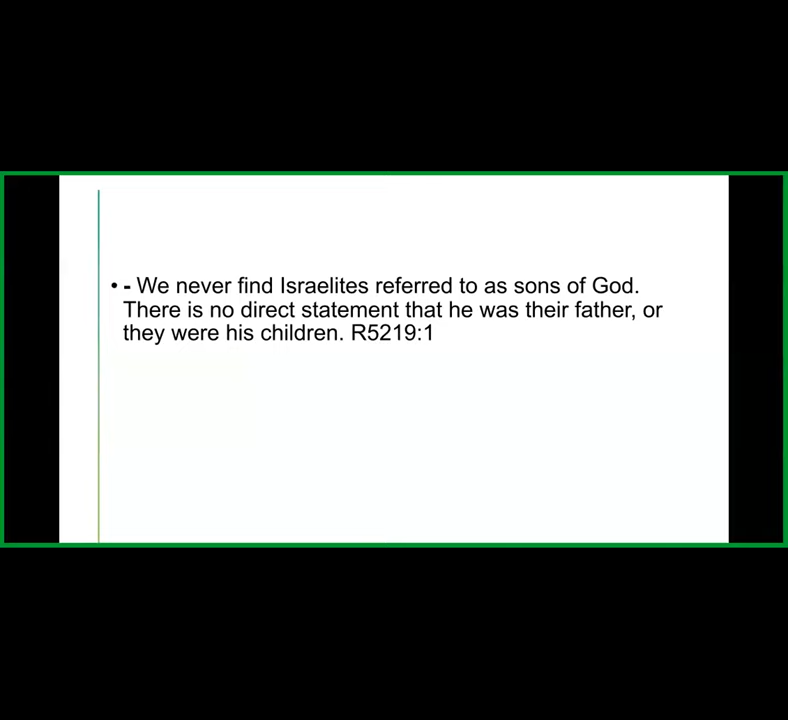 • - We never find Israelites referred to as sons of God.
There is no direct statement that he was their father, or
they were his children. R5219:1